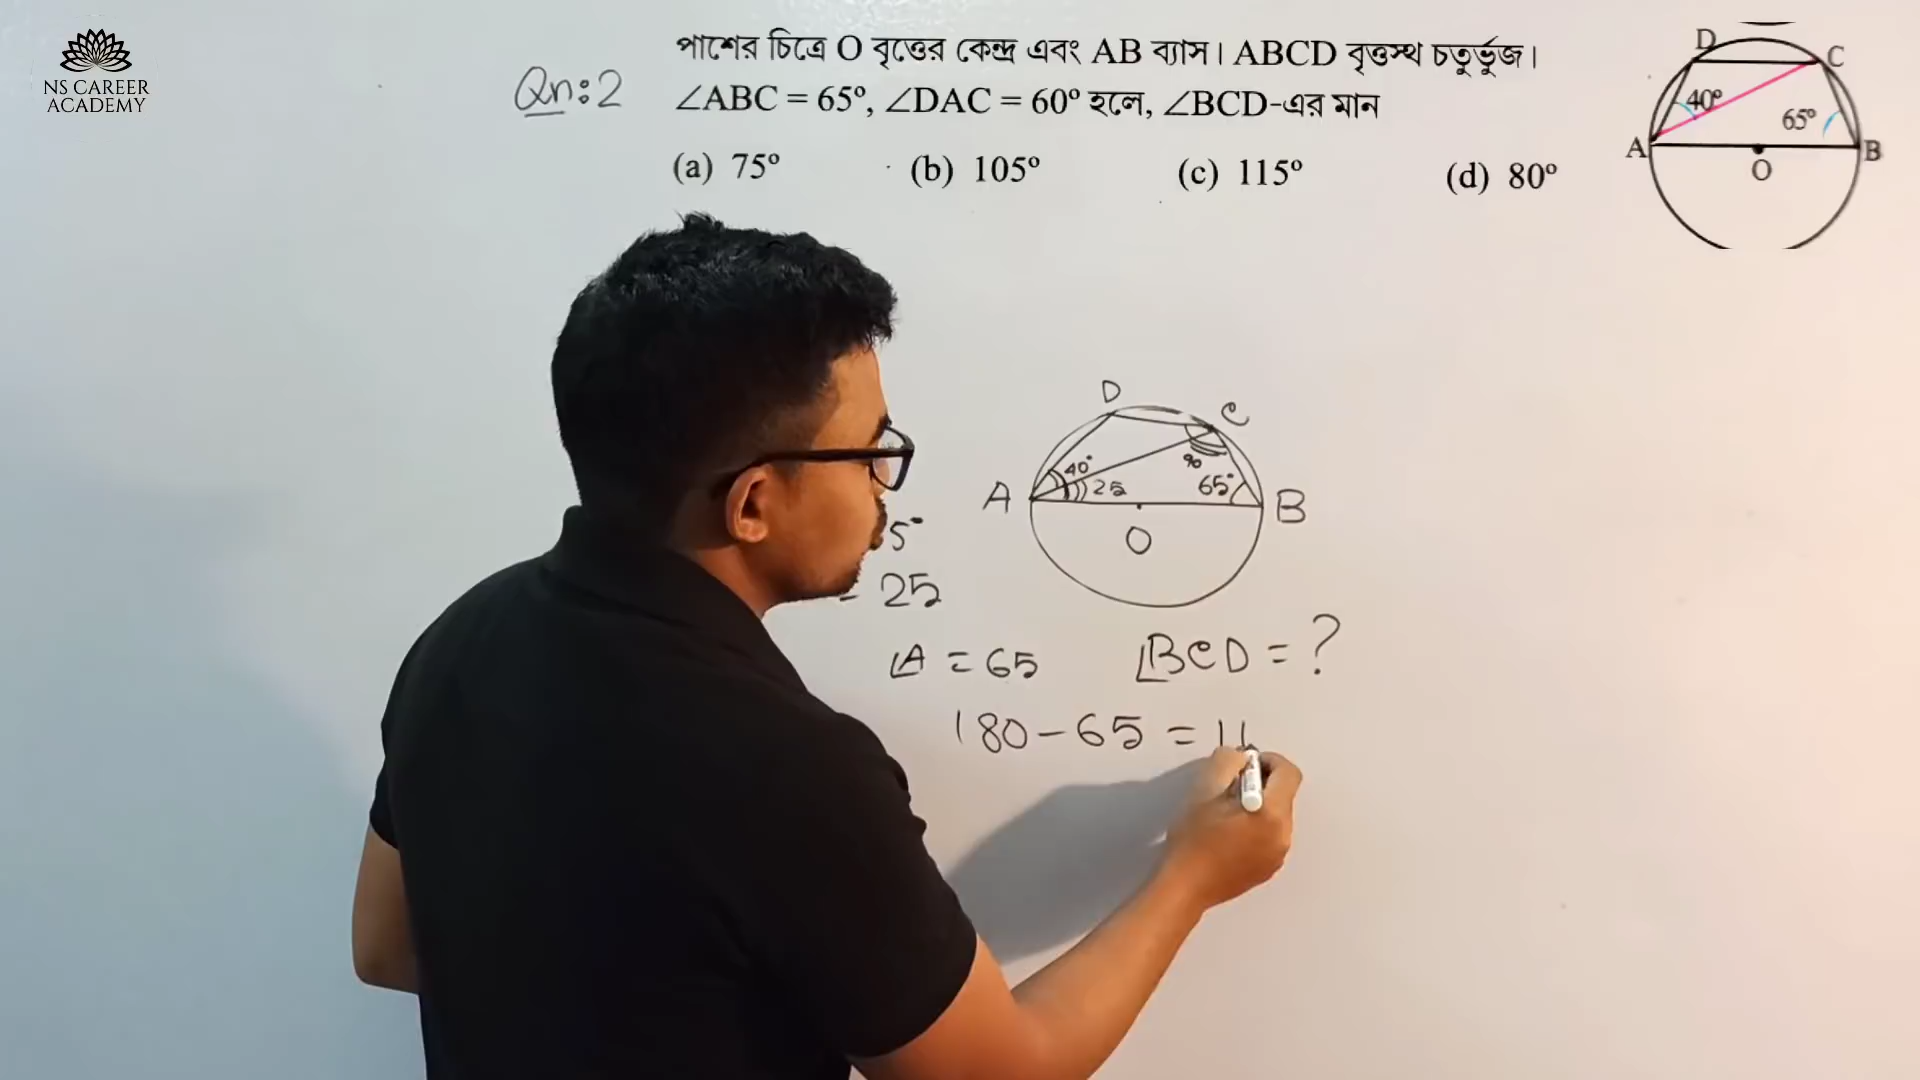 NS CAREER
ACADEMY
Qn:2
পাশের চিত্রে O বৃত্তের কেন্দ্র এবং AB ব্যাস। ABCD বৃত্তস্থ চতুর্ভুজ।
∠ABC = 65º, ∠DAC = 60º হলে, ∠BCD-এর মান
(a) 75º (b) 105º (c) 115º (d) 80º
D
C
40º
65º
A
B
O
D
C
40°
90
25
65°
A
B
O
5°
= 25
∠A = 65 ∠BCD = ?
180 - 65 = 11